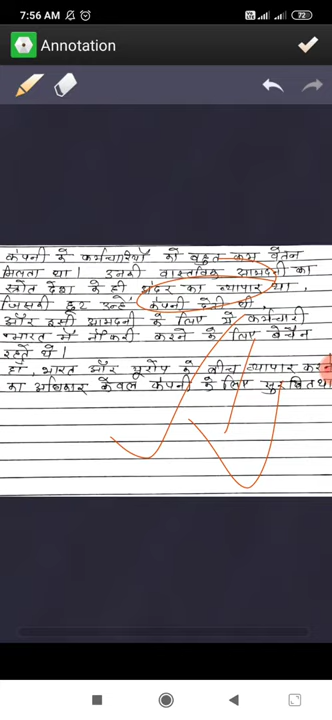 7:56 AM
72
Annotation
कंपनी के कर्मचारियों को बहुत कम वेतन
मिलता था। उनकी वास्तविक आमदनी का
स्त्रोत देश के ही अंदर का व्यापार था,
जिसकी छूट उन्हें कंपनी देती थी,
और इसी आमदनी के लिए ये कर्मचारी
भारत में नौकरी करने के लिए बेचैन
रहते थे।
हा, भारत और यूरोप के बीच व्यापार करने
का अधिकार केवल कंपनी के लिए सुरक्षित था